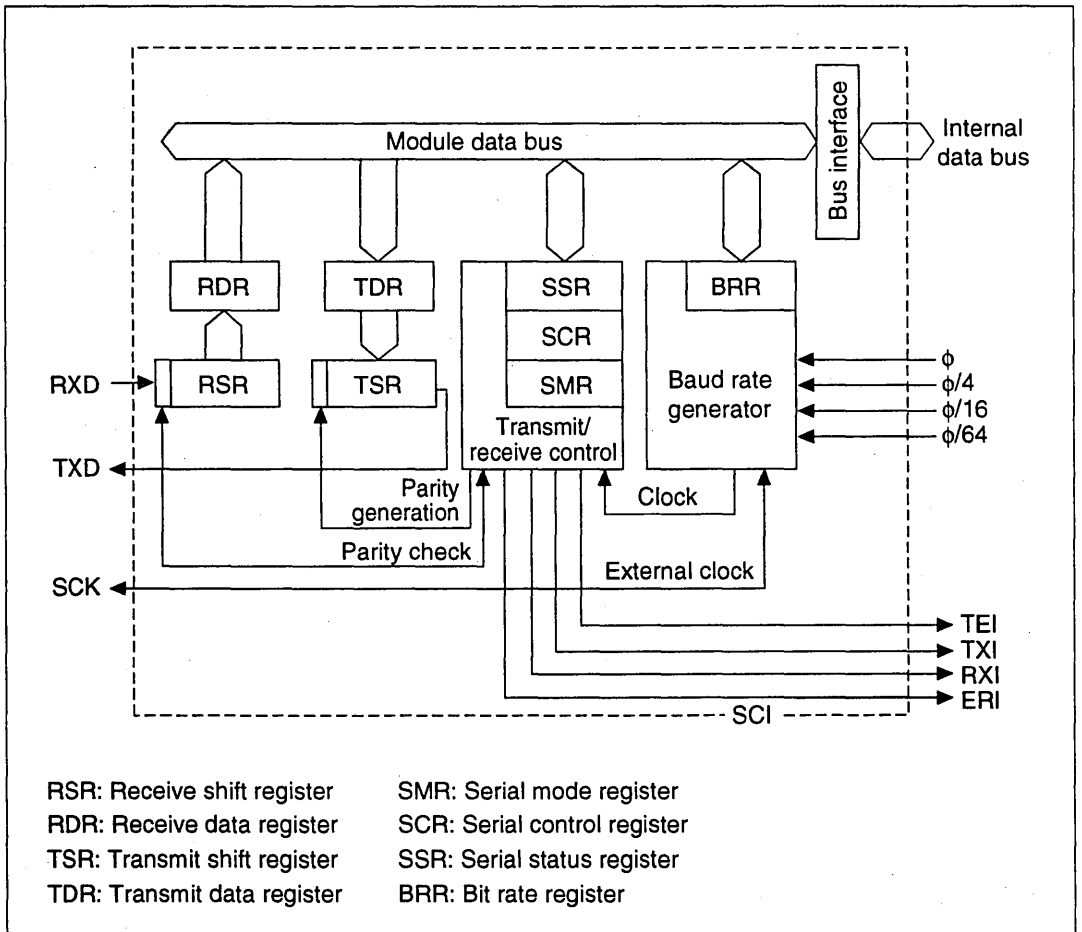 Module data bus
Bus interface
Internal
data bus
RDR
TDR
SSR
BRR
SCR
RXD
RSR
TSR
SMR
Baud rate
generator
ϕ
ϕ/4
ϕ/16
ϕ/64
Transmit/
receive control
TXD
Parity
generation
Clock
Parity check
SCK
External clock
TEI
TXI
RXI
ERI
SCI
RSR: Receive shift register
RDR: Receive data register
TSR: Transmit shift register
TDR: Transmit data register
SMR: Serial mode register
SCR: Serial control register
SSR: Serial status register
BRR: Bit rate register